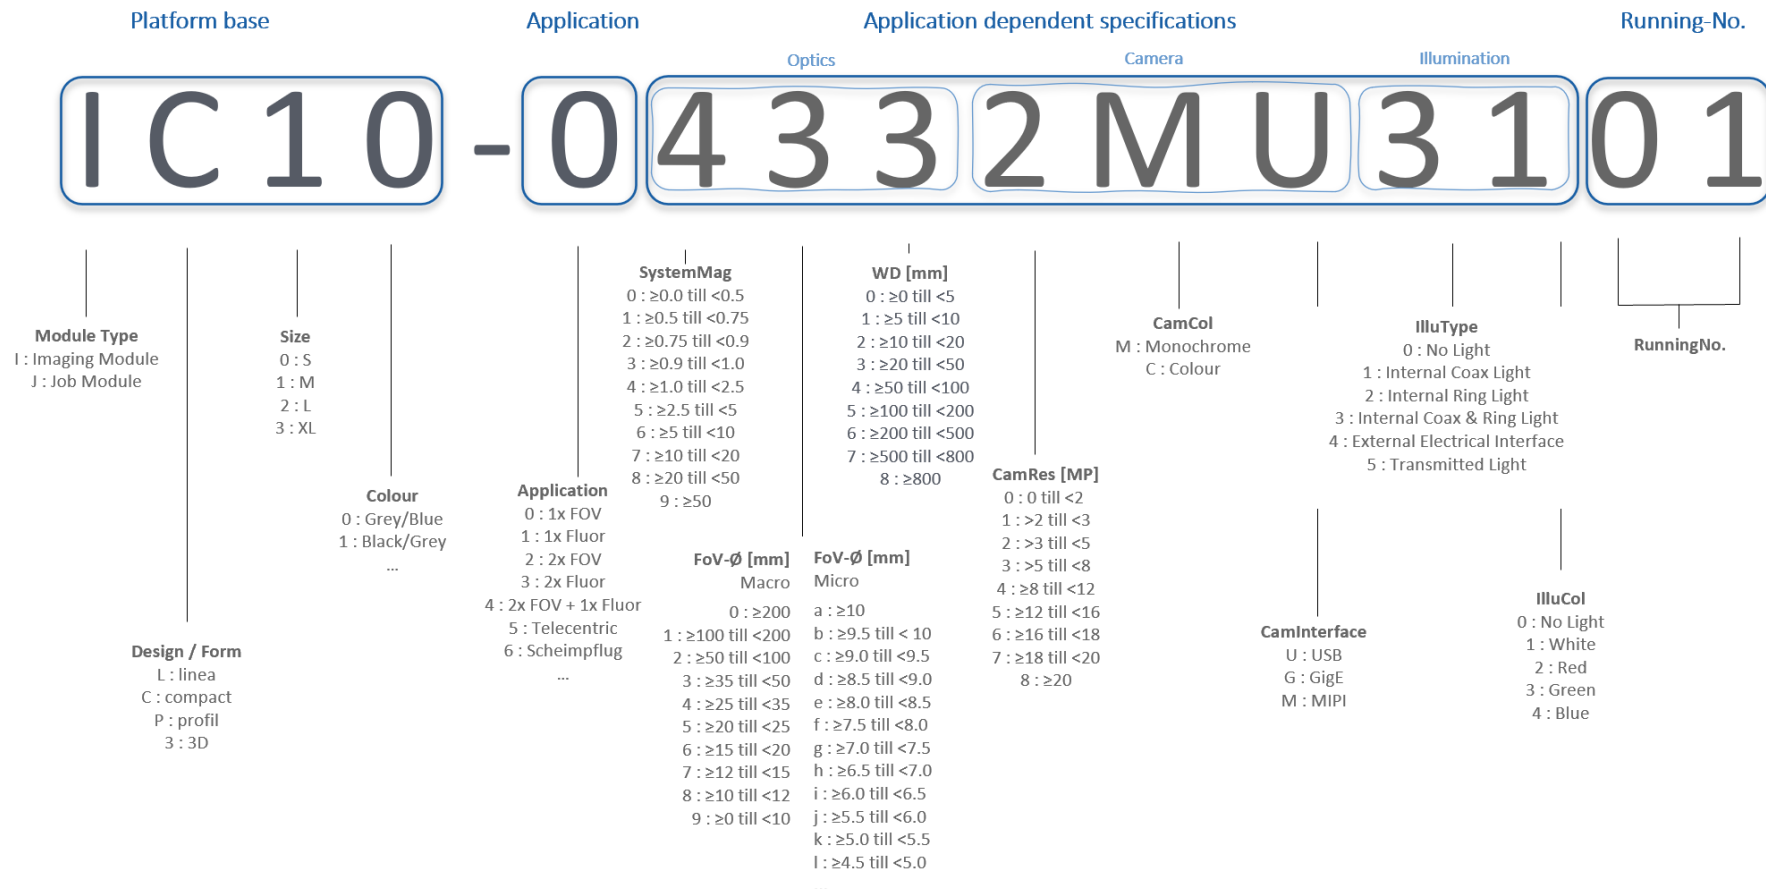 Platform base
Application
Application dependent specifications
Running-No.
Optics
Camera
Illumination
IC10-04332MU3101
Module Type
I : Imaging Module
J : Job Module
Design / Form
L : linea
C : compact
P : profil
3 : 3D
Size
0 : S
1 : M
2 : L
3 : XL
Colour
0 : Grey/Blue
1 : Black/Grey
...
Application
0 : 1x FOV
1 : 1x Fluor
2 : 2x FOV
3 : 2x Fluor
4 : 2x FOV + 1x Fluor
5 : Telecentric
6 : Scheimpflug
...
SystemMag
0 : ≥0.0 till <0.5
1 : ≥0.5 till <0.75
2 : ≥0.75 till <0.9
3 : ≥0.9 till <1.0
4 : ≥1.0 till <2.5
5 : ≥2.5 till <5
6 : ≥5 till <10
7 : ≥10 till <20
8 : ≥20 till <50
9 : ≥50
FoV-Ø [mm]
Macro
0 : ≥200
1 : ≥100 till <200
2 : ≥50 till <100
3 : ≥35 till <50
4 : ≥25 till <35
5 : ≥20 till <25
6 : ≥15 till <20
7 : ≥12 till <15
8 : ≥10 till <12
9 : ≥0 till <10
FoV-Ø [mm]
Micro
a : ≥10
b : ≥9.5 till < 10
c : ≥9.0 till <9.5
d : ≥8.5 till <9.0
e : ≥8.0 till <8.5
f : ≥7.5 till <8.0
g : ≥7.0 till <7.5
h : ≥6.5 till <7.0
i : ≥6.0 till <6.5
j : ≥5.5 till <6.0
k : ≥5.0 till <5.5
l : ≥4.5 till <5.0
...
WD [mm]
0 : ≥0 till <5
1 : ≥5 till <10
2 : ≥10 till <20
3 : ≥20 till <50
4 : ≥50 till <100
5 : ≥100 till <200
6 : ≥200 till <500
7 : ≥500 till <800
8 : ≥800
CamRes [MP]
0 : 0 till <2
1 : >2 till <3
2 : >3 till <5
3 : >5 till <8
4 : ≥8 till <12
5 : ≥12 till <16
6 : ≥16 till <18
7 : ≥18 till <20
8 : ≥20
CamCol
M : Monochrome
C : Colour
CamInterface
U : USB
G : GigE
M : MIPI
IlluType
0 : No Light
1 : Internal Coax Light
2 : Internal Ring Light
3 : Internal Coax & Ring Light
4 : External Electrical Interface
5 : Transmitted Light
IlluCol
0 : No Light
1 : White
2 : Red
3 : Green
4 : Blue
RunningNo.